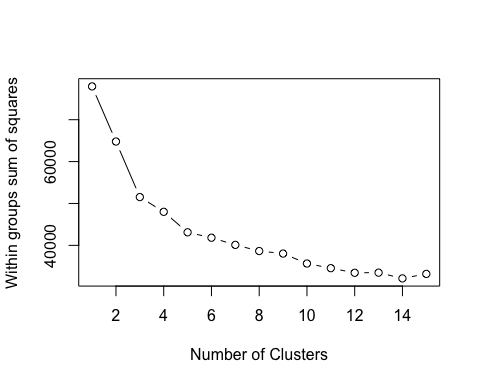 Within groups sum of squares
60000
40000
2 4 6 8 10 12 14
Number of Clusters